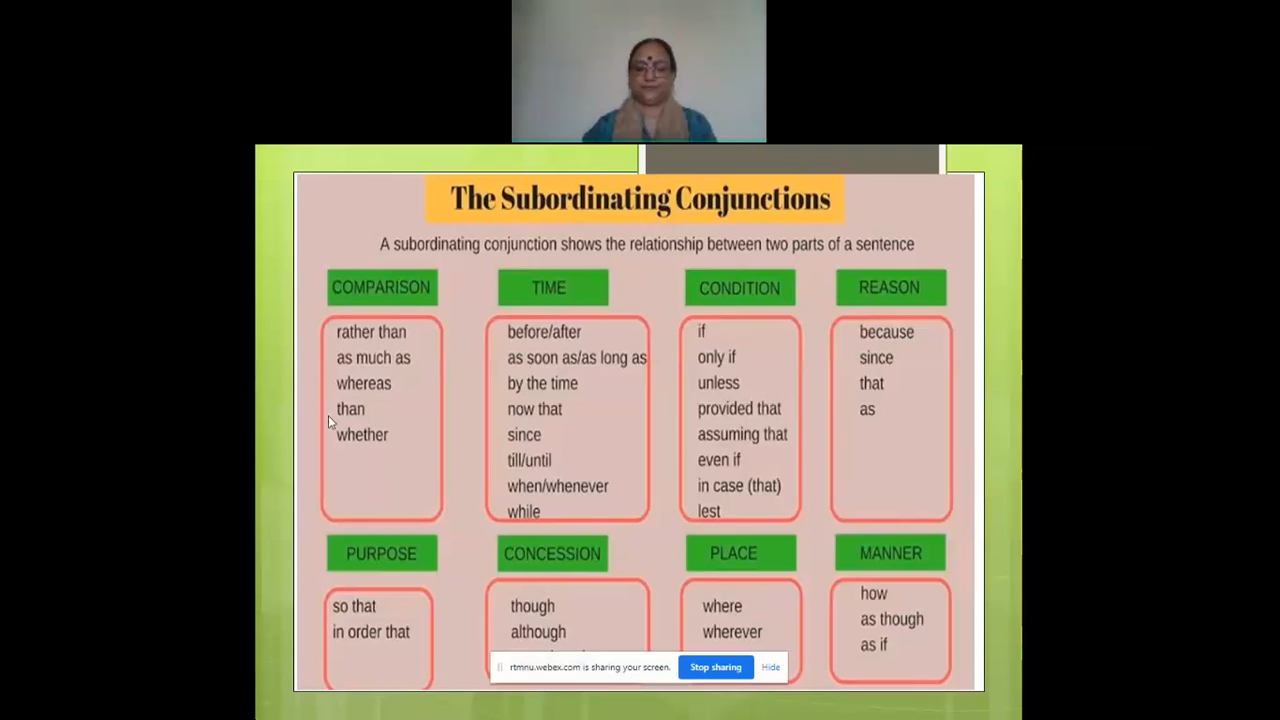 The Subordinating Conjunctions
A subordinating conjunction shows the relationship between two parts of a sentence
COMPARISON
rather than
as much as
whereas
than
whether
TIME
before/after
as soon as/as long as
by the time
now that
since
till/until
when/whenever
while
CONDITION
if
only if
unless
provided that
assuming that
even if
in case (that)
lest
REASON
because
since
that
as
PURPOSE
so that
in order that
CONCESSION
though
although
PLACE
where
wherever
MANNER
how
as though
as if
rtmnu.webex.com is sharing your screen.
Stop sharing
Hide